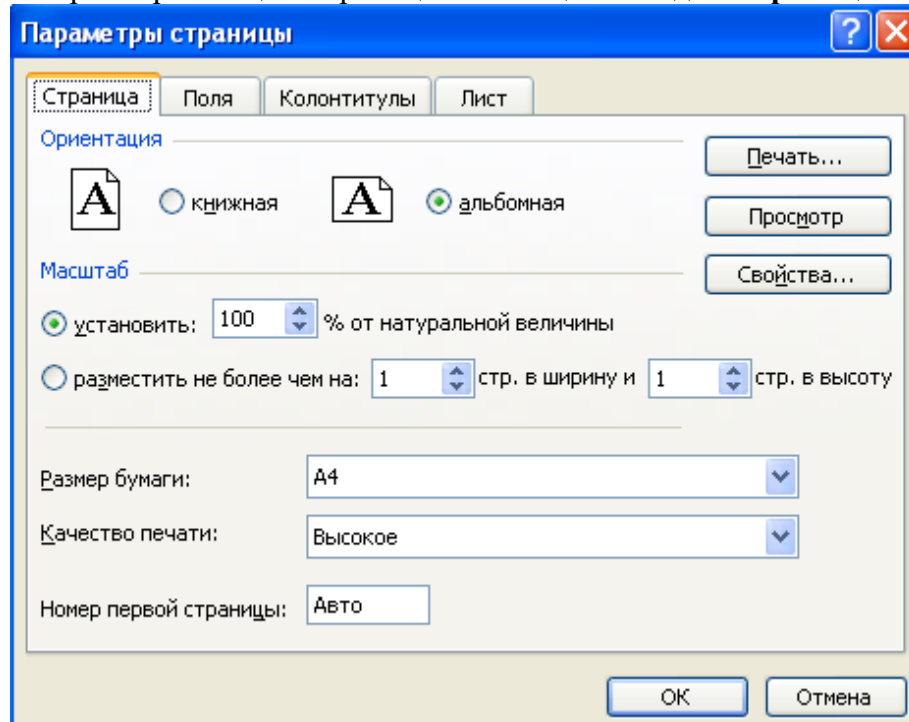 Параметры страницы
Страница Поля Колонтитулы Лист
Ориентация
Печать...
A книжная A альбомная
Просмотр
Масштаб
Свойства...
установить: 100 % от натуральной величины
разместить не более чем на: 1 стр. в ширину и 1 стр. в высоту
Размер бумаги: A4
Качество печати: Высокое
Номер первой страницы: Авто
ОК Отмена